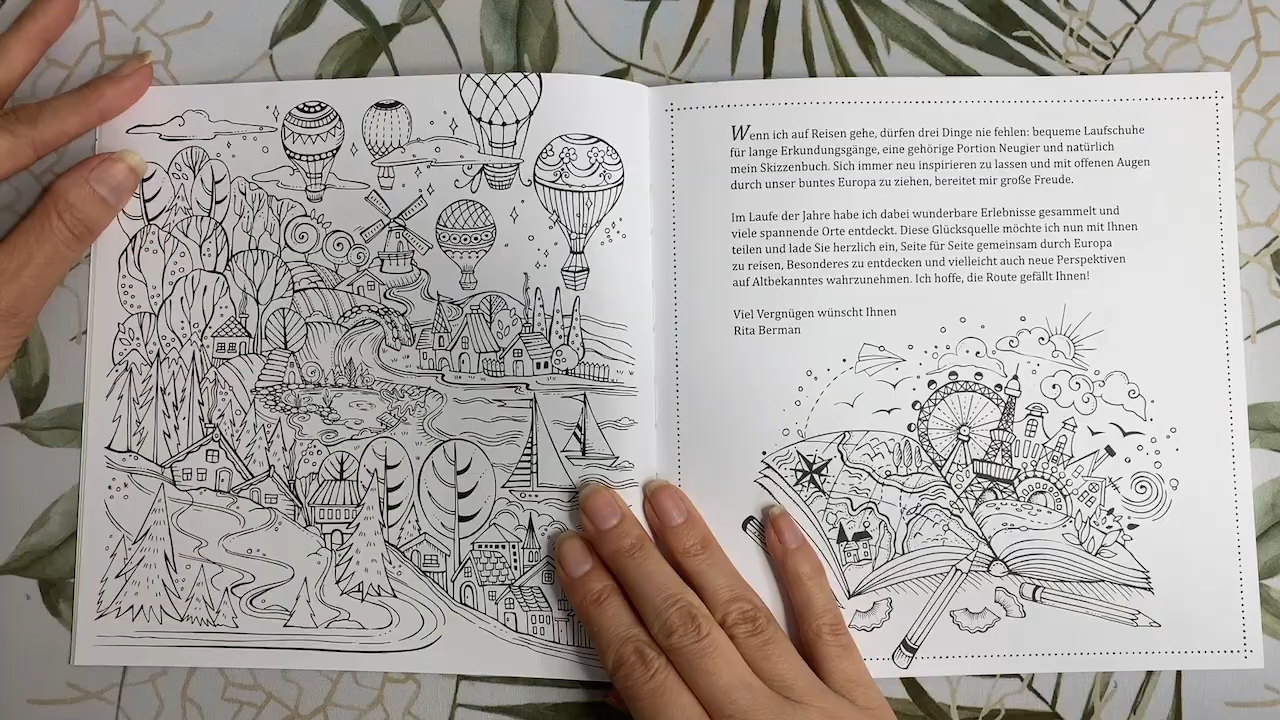 Wenn ich auf Reisen gehe, dürfen drei Dinge nie fehlen: bequeme Laufschuhe
für lange Erkundungsgänge, eine gehörige Portion Neugier und natürlich
mein Skizzenbuch. Sich immer neu inspirieren zu lassen und mit offenen Augen
durch unser buntes Europa zu ziehen, bereitet mir große Freude.
Im Laufe der Jahre habe ich dabei wunderbare Erlebnisse gesammelt und
viele spannende Orte entdeckt. Diese Glücksquelle möchte ich nun mit Ihnen
teilen und lade Sie herzlich ein, Seite für Seite gemeinsam durch Europa
zu reisen, Besonderes zu entdecken und vielleicht auch neue Perspektiven
auf Altbekanntes wahrzunehmen. Ich hoffe, die Route gefällt Ihnen!
Viel Vergnügen wünscht Ihnen
Rita Berman